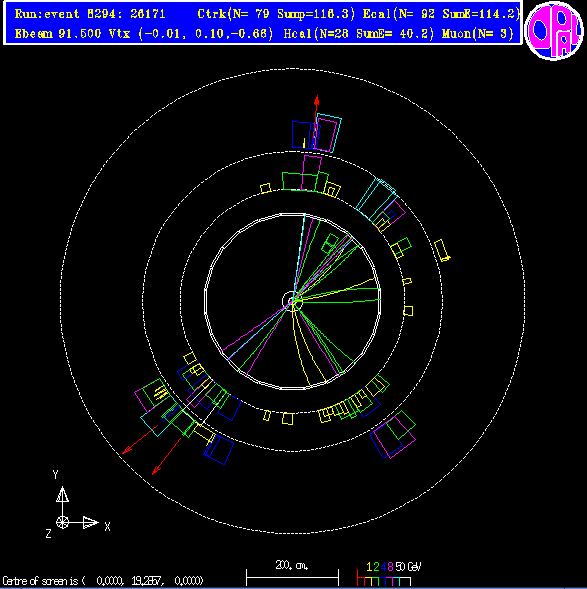 Run:event 8294: 26171 Ctrk(N= 79 Sump=116.3) Ecal(N= 92 SumE=114.2)
Ebeam 91.500 Vtx (-0.01, 0.10,-0.66) Hcal(N=28 SumE= 40.2) Muon(N= 3)
OPAL
Y
X
Z
200. cm.
1 2 4 8 50 GeV
Centre of screen is ( 0.0000, 19.2857, 0.0000)